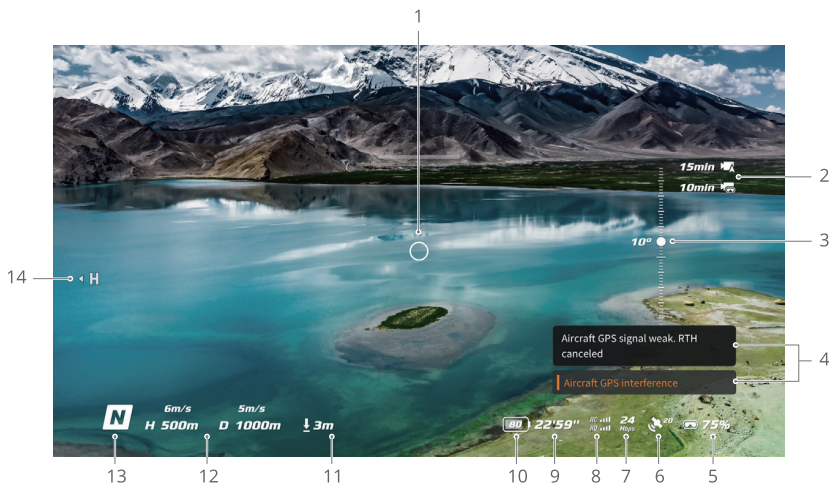 1
15min
2
10min
10°
3
14
H
Aircraft GPS signal weak. RTH
canceled
4
Aircraft GPS interference
N
6m/s
5m/s
H 500m
D 1000m
3m
80
22'59"
RC
HD
24
Mbps
20
75%
13
12
11
10
9
8
7
6
5